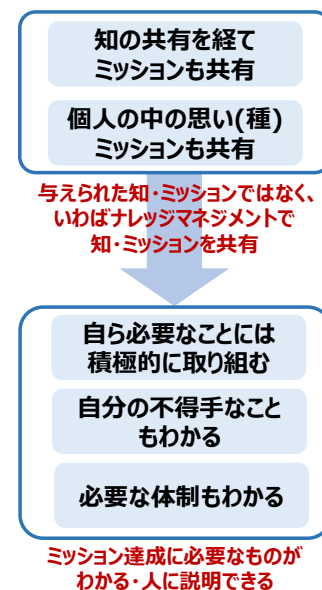 知の共有を経て
ミッションも共有
個人の中の思い(種)
ミッションも共有
与えられた知・ミッションではなく、
いわばナレッジマネジメントで
知・ミッションを共有
自ら必要なことには
積極的に取り組む
自分の不得手なこと
もわかる
必要な体制もわかる
ミッション達成に必要なものが
わかる・人に説明できる